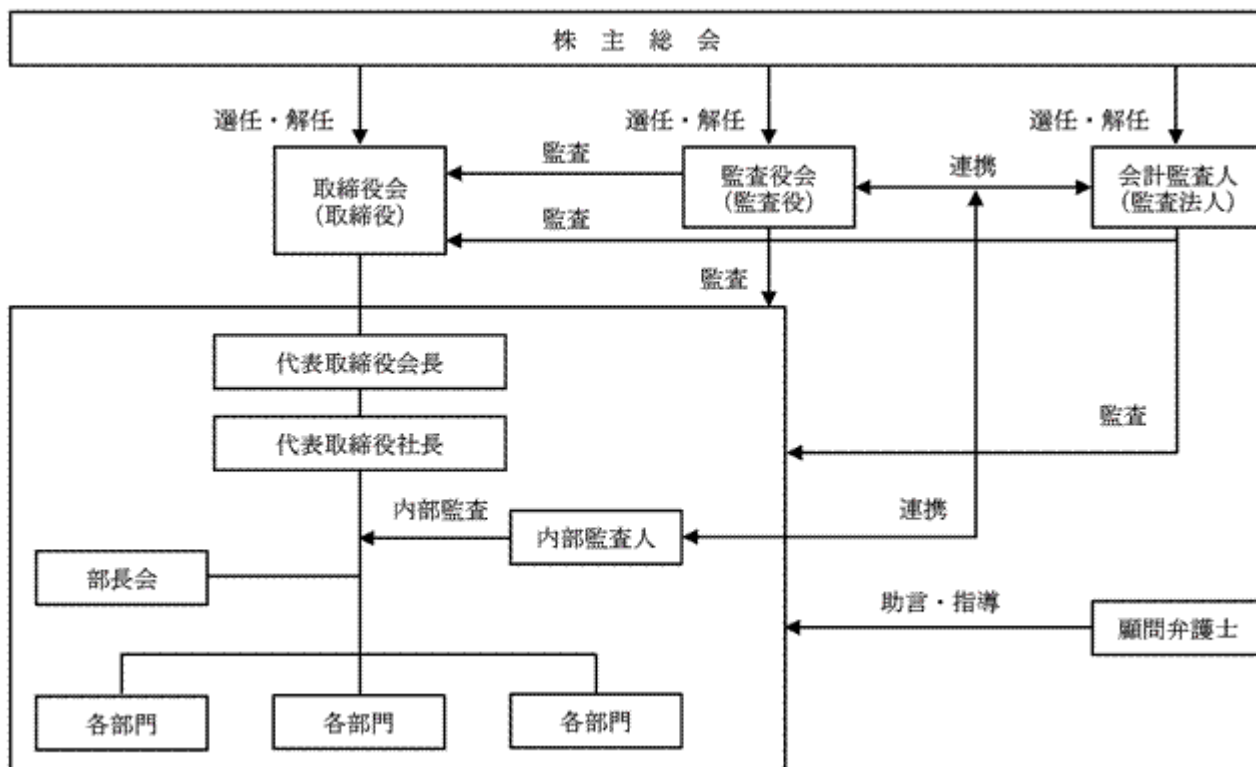 株 主 総 会
選任・解任
選任・解任
選任・解任
監査
取締役会
(取締役)
監査役会
(監査役)
連携
会計監査人
(監査法人)
監査
監査
代表取締役会長
代表取締役社長
監査
内部監査
内部監査人
連携
部長会
助言・指導
顧問弁護士
各部門
各部門
各部門